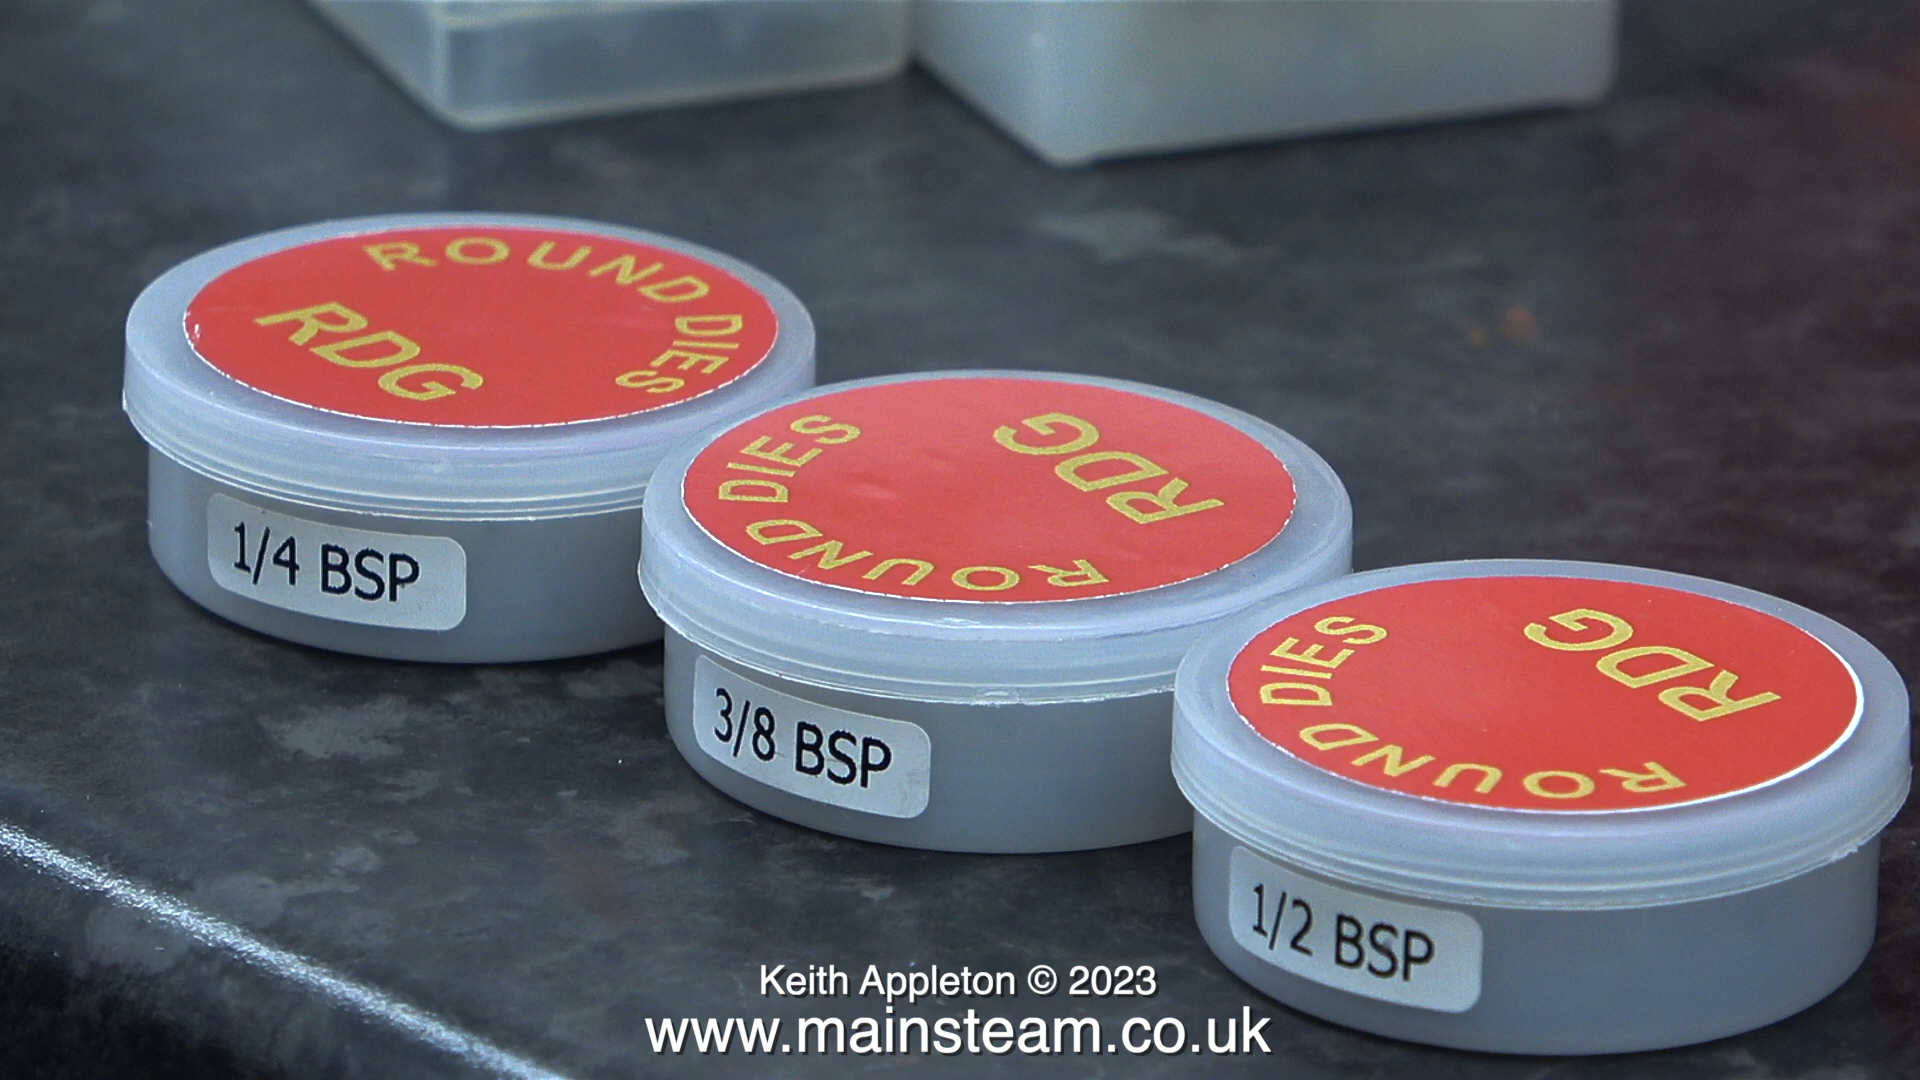 ROUND DIES
RDG
1/4 BSP
RDG
ROUND DIES
3/8 BSP
RDG
ROUND DIES
1/2 BSP
Keith Appleton © 2023
www.mainsteam.co.uk